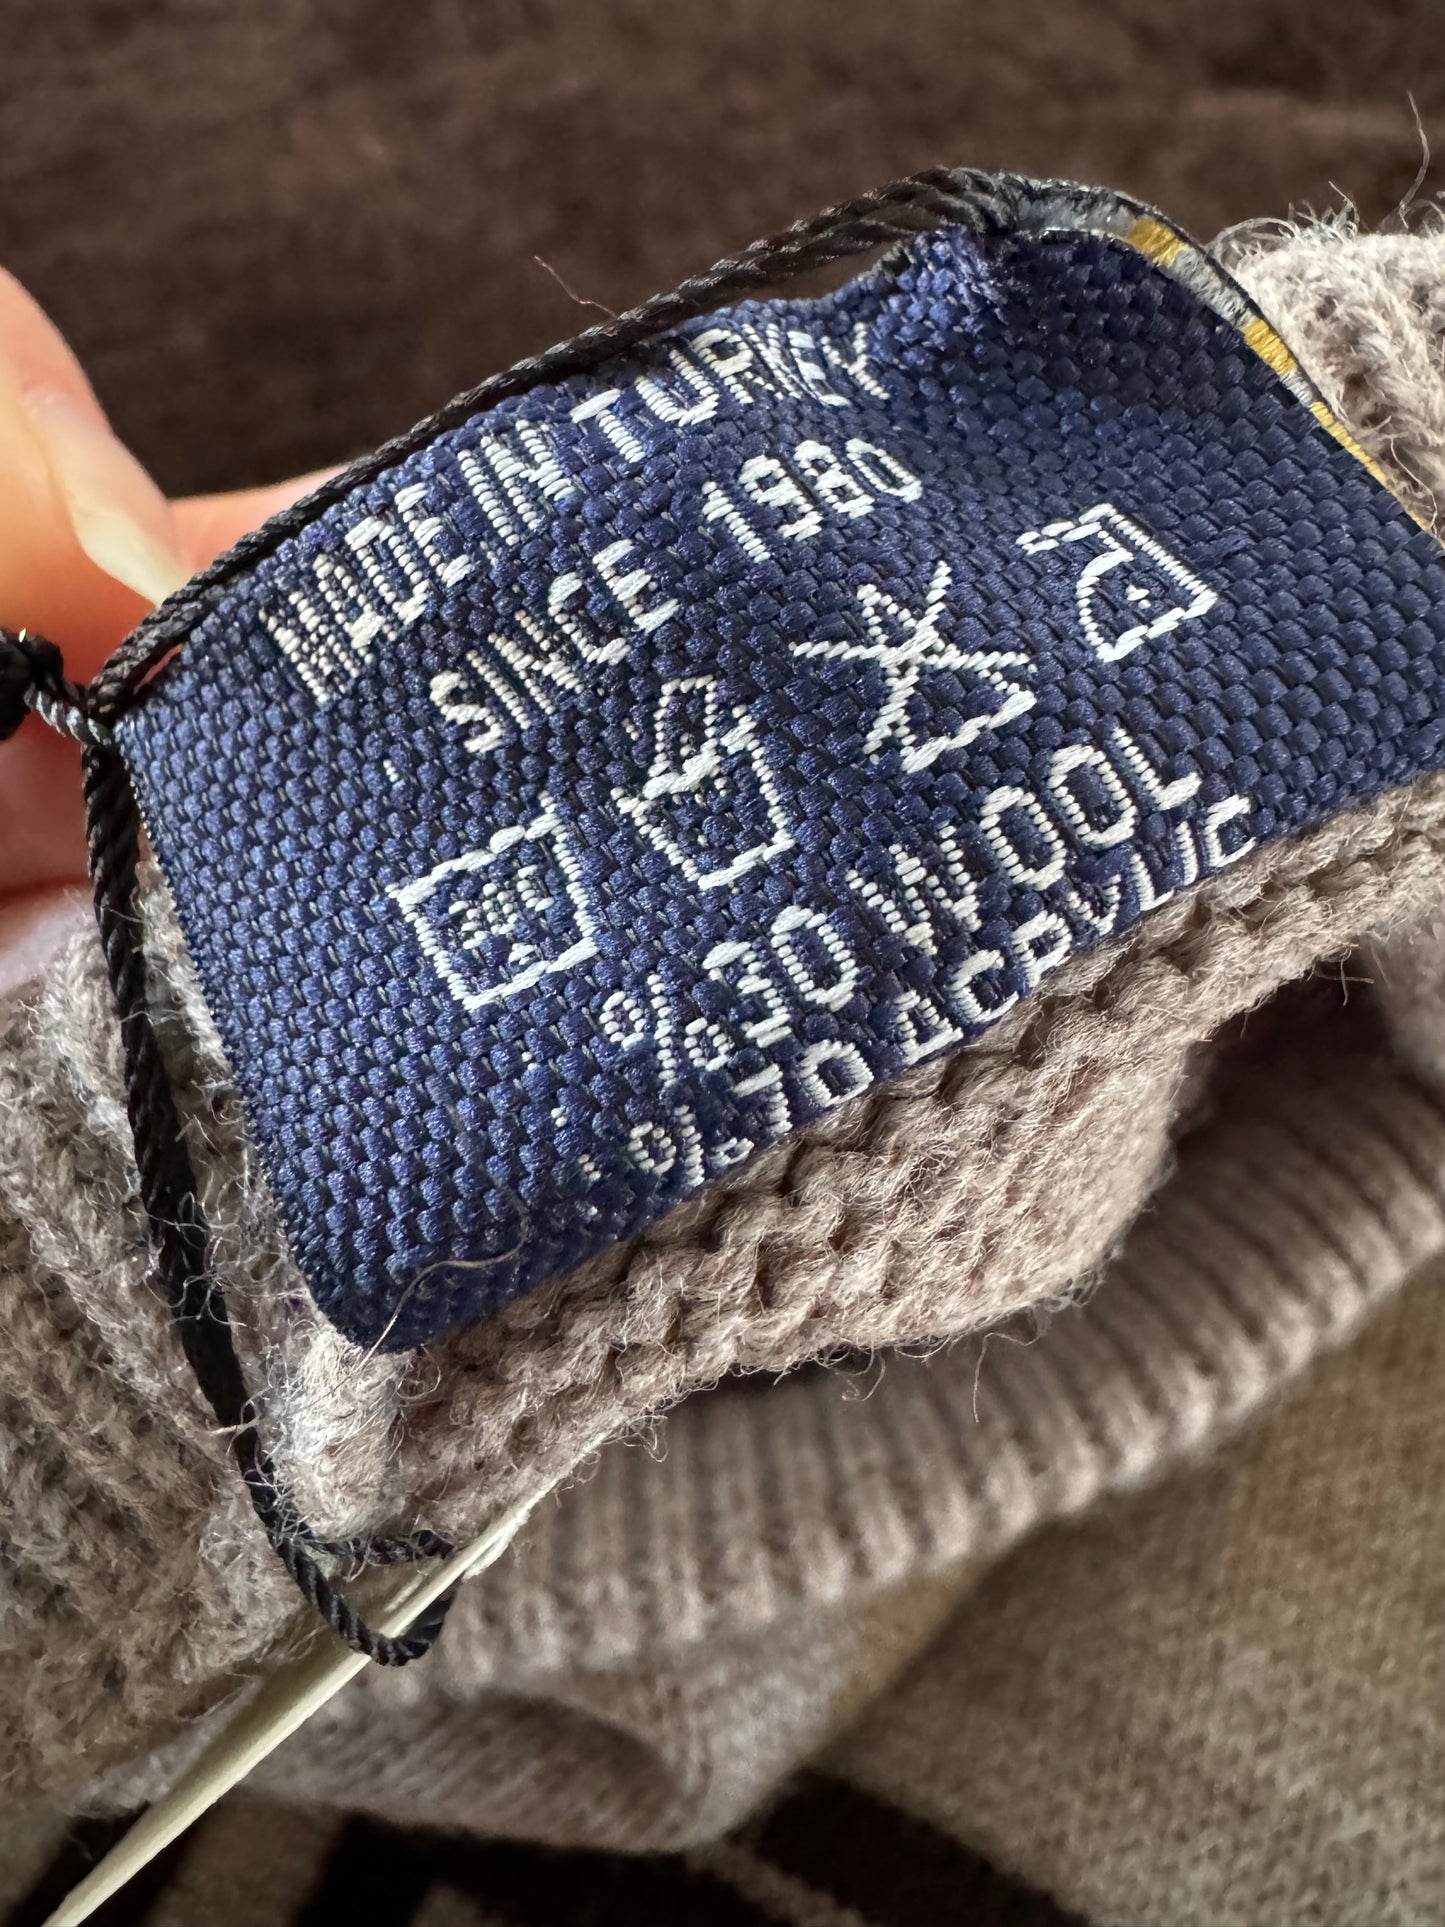 MADE IN TURKEY
SINCE 1980
%30 WOOL
%70 ACRYLIC